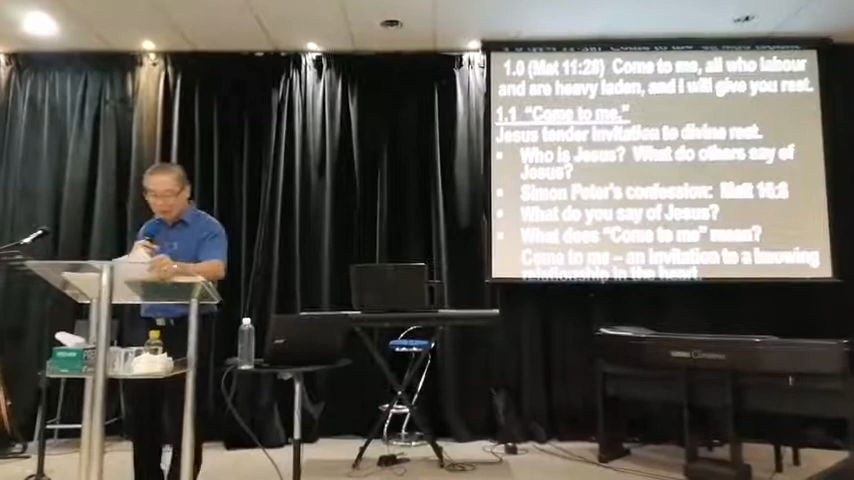 1.0 (Mat 11:28) Come to me, all who labour
and are heavy laden, and I will give you rest.
1.1 "Come to me,"
Jesus' tender invitation to divine rest
Who is Jesus? What do others say of
Jesus?
Simon Peter's confession - Mat 16:16
What do you say of Jesus?
What does "Come to me" mean?
Come to me - an invitation to a knowing
relationship, in the heart